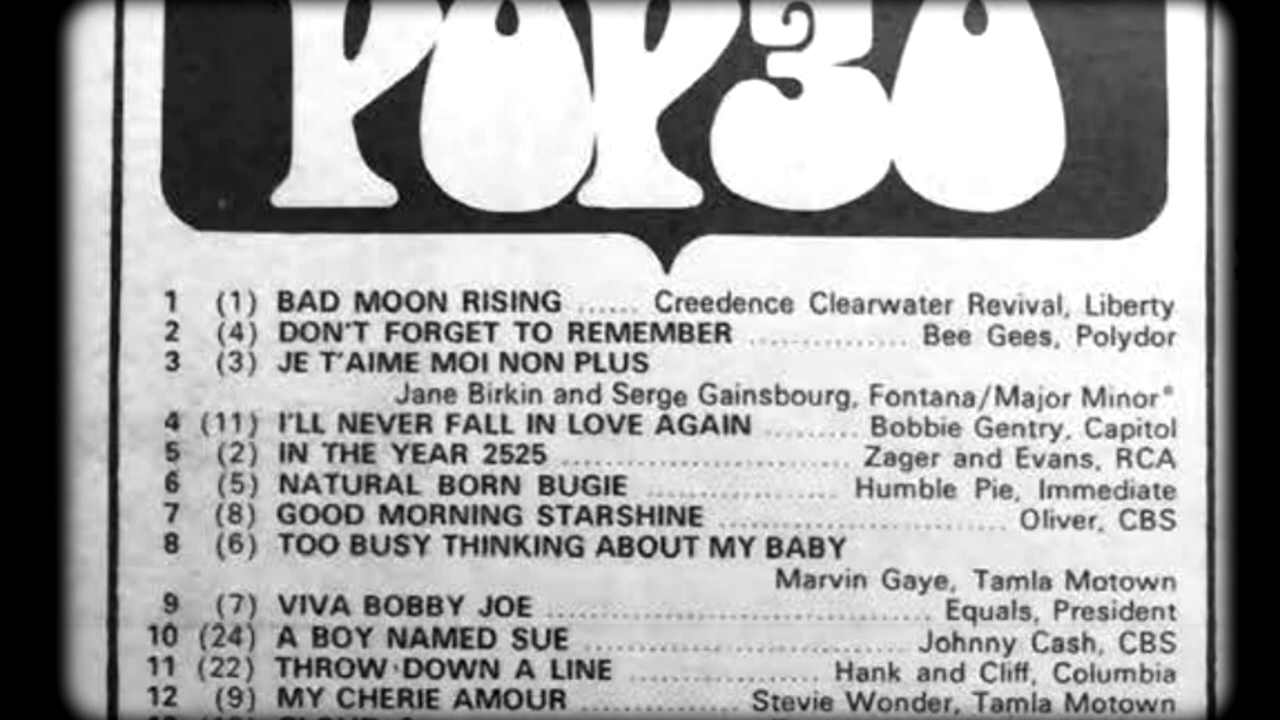 POP30
1 (1) BAD MOON RISING ...... Creedence Clearwater Revival, Liberty
2 (4) DON'T FORGET TO REMEMBER ................ Bee Gees, Polydor
3 (3) JE T'AIME MOI NON PLUS
Jane Birkin and Serge Gainsbourg, Fontana/Major Minor*
4 (11) I'LL NEVER FALL IN LOVE AGAIN ......... Bobbie Gentry, Capitol
5 (2) IN THE YEAR 2525 ............................. Zager and Evans, RCA
6 (5) NATURAL BORN BUGIE ................... Humble Pie, Immediate
7 (8) GOOD MORNING STARSHINE ............................. Oliver, CBS
8 (6) TOO BUSY THINKING ABOUT MY BABY
Marvin Gaye, Tamla Motown
9 (7) VIVA BOBBY JOE ....................................... Equals, President
10 (24) A BOY NAMED SUE ................................. Johnny Cash, CBS
11 (22) THROW DOWN A LINE ................... Hank and Cliff, Columbia
12 (9) MY CHERIE AMOUR ................ Stevie Wonder, Tamla Motown